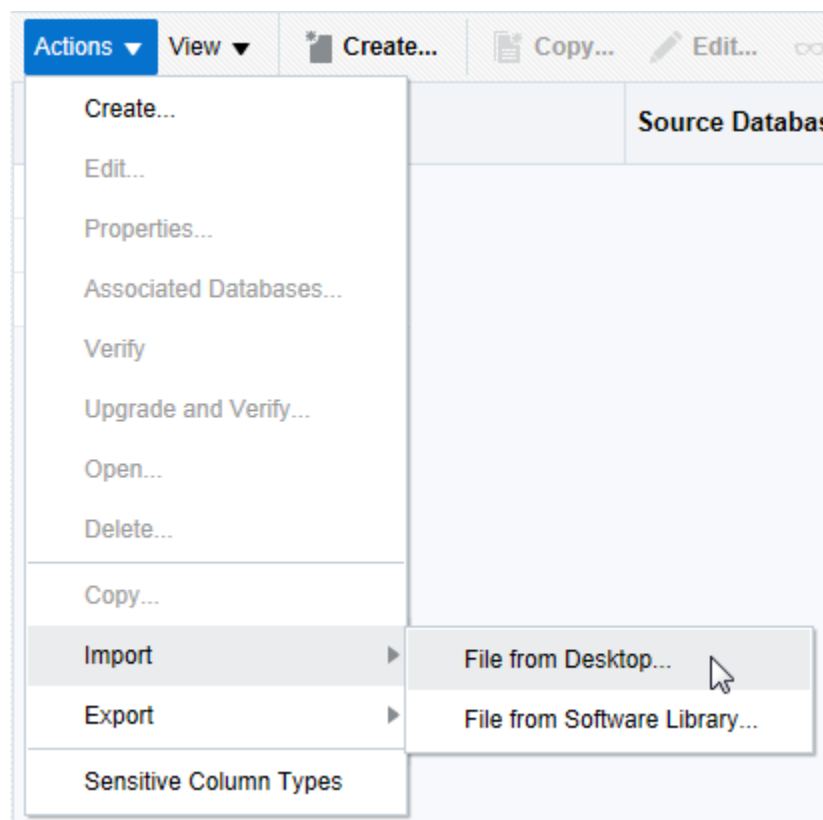 Actions View Create... Copy... Edit...
Create...
Source
Edit...
Properties...
Associated Databases...
Verify
Upgrade and Verify...
Open...
Delete...
Copy...
Import
File from Desktop...
Export
File from Software Library...
Sensitive Column Types